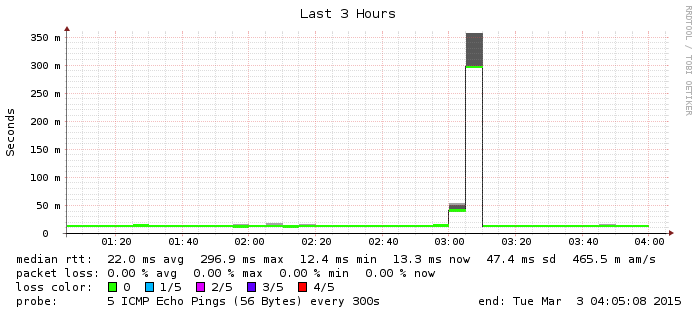 Last 3 Hours
RRDTOOL / TOBI OETIKER
Seconds
350 m
300 m
250 m
200 m
150 m
100 m
50 m
0
01:20 01:40 02:00 02:20 02:40 03:00 03:20 03:40 04:00
median rtt: 22.0 ms avg 296.9 ms max 12.4 ms min 13.3 ms now 47.4 ms sd 465.5 m am/s
packet loss: 0.00 % avg 0.00 % max 0.00 % min 0.00 % now
loss color: 0 1/5 2/5 3/5 4/5
probe: 5 ICMP Echo Pings (56 Bytes) every 300s end: Tue Mar 3 04:05:08 2015